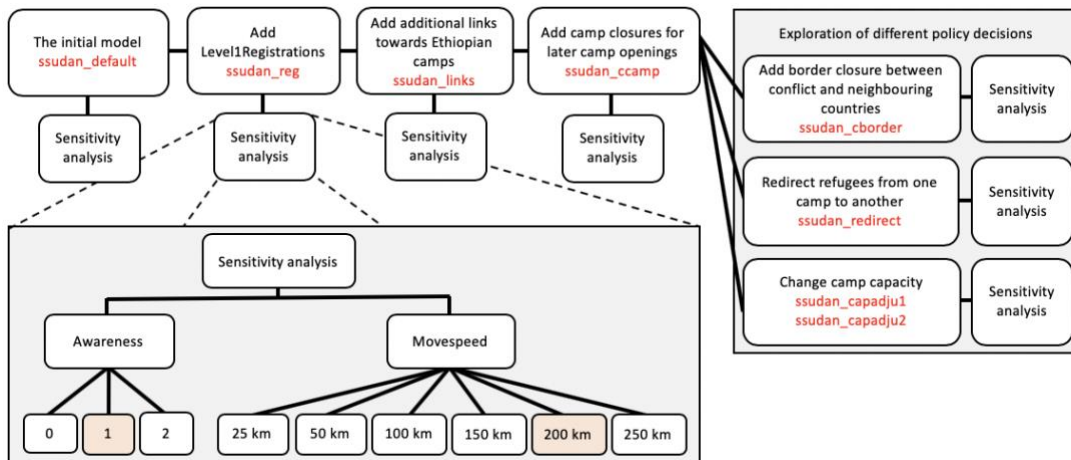 The initial model
ssudan_default
Add
Level1Registrations
ssudan_reg
Add additional links
towards Ethiopian
camps
ssudan_links
Add camp closures for
later camp openings
ssudan_ccamp
Sensitivity
analysis
Sensitivity
analysis
Sensitivity
analysis
Sensitivity
analysis
Exploration of different policy decisions
Add border closure between
conflict and neighbouring
countries
ssudan_cborder
Sensitivity
analysis
Redirect refugees from one
camp to another
ssudan_redirect
Sensitivity
analysis
Change camp capacity
ssudan_capadju1
ssudan_capadju2
Sensitivity
analysis
Sensitivity analysis
Awareness
Movespeed
0
1
2
25 km
50 km
100 km
150 km
200 km
250 km